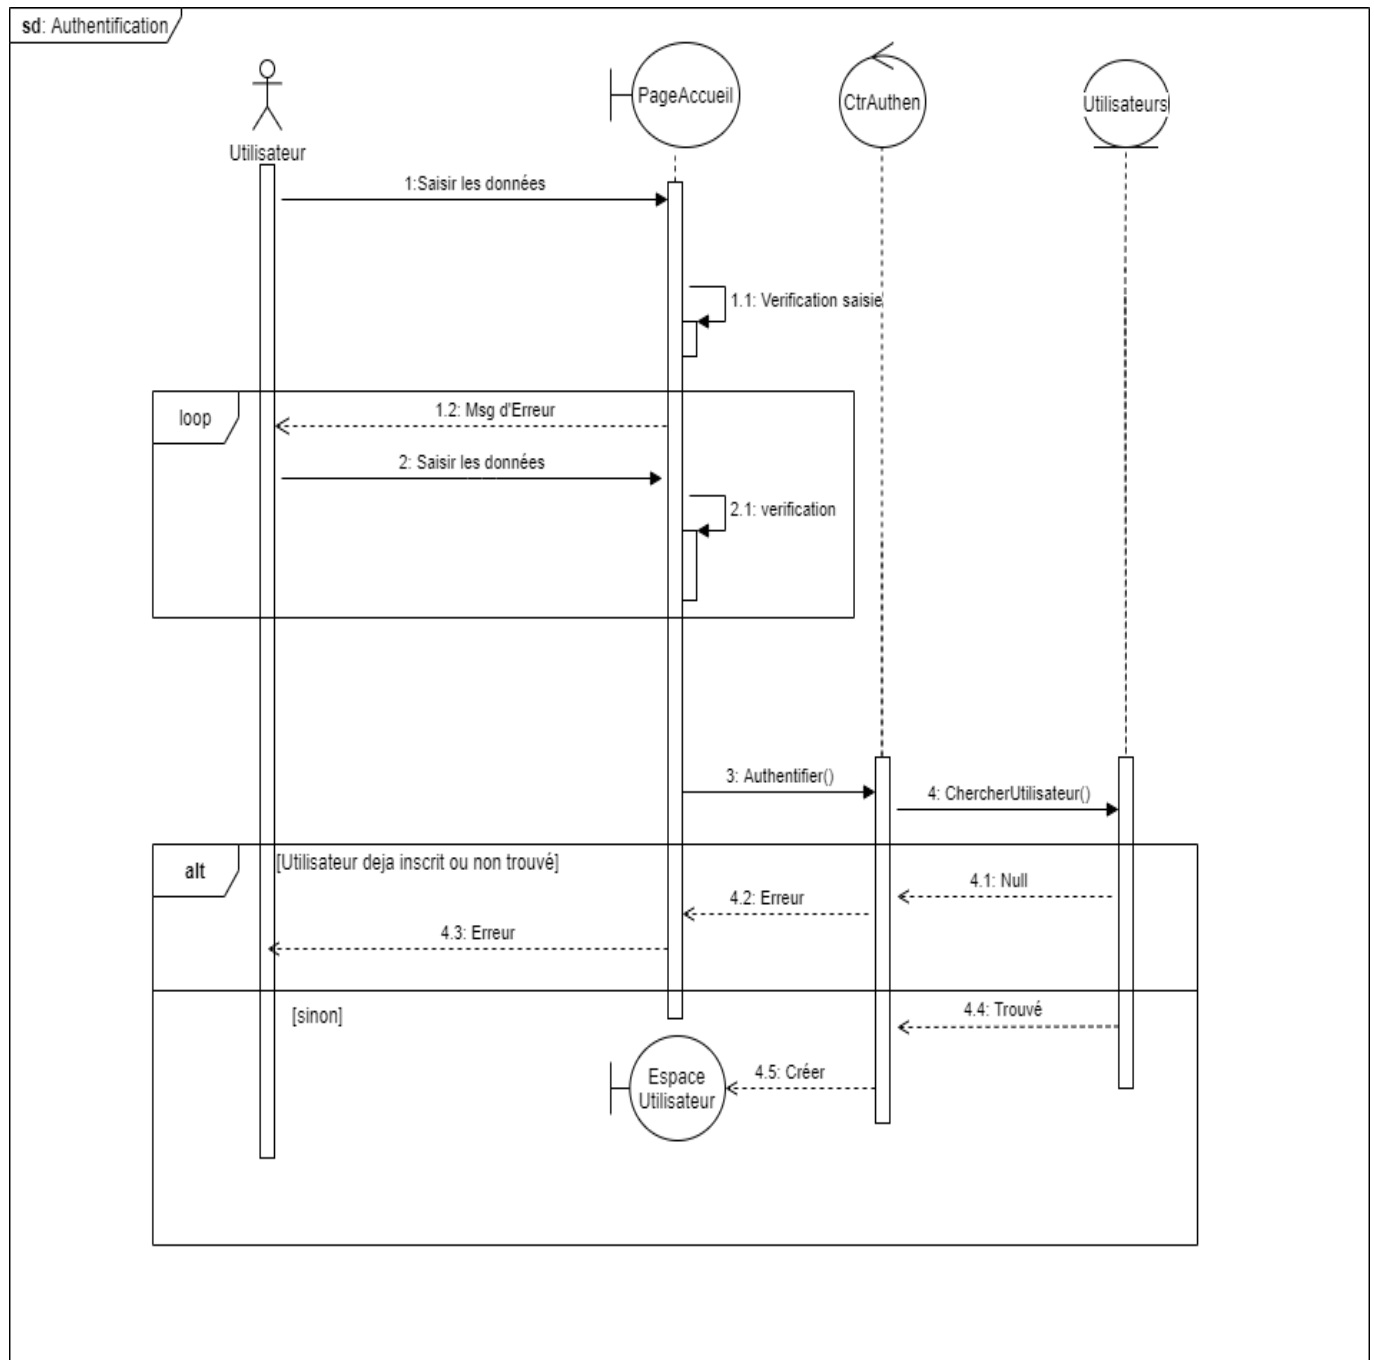 sd: Authentification
PageAccueil
CtrAuthen
Utilisateurs
Utilisateur
1:Saisir les données
1.1: Verification saisie
loop
1.2: Msg d'Erreur
2: Saisir les données
2.1: verification
3: Authentifier()
4: ChercherUtilisateur()
alt
[Utilisateur deja inscrit ou non trouvé]
4.1: Null
4.2: Erreur
4.3: Erreur
[sinon]
4.4: Trouvé
4.5: Créer
Espace
Utilisateur